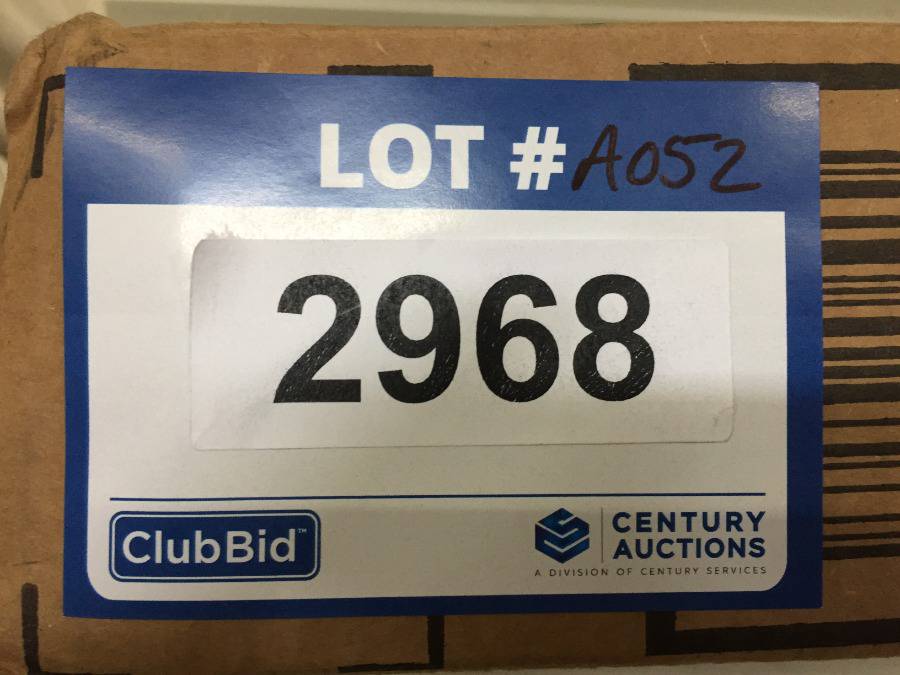 LOT #A052
2968
ClubBid™
CENTURY
AUCTIONS
A DIVISION OF CENTURY SERVICES